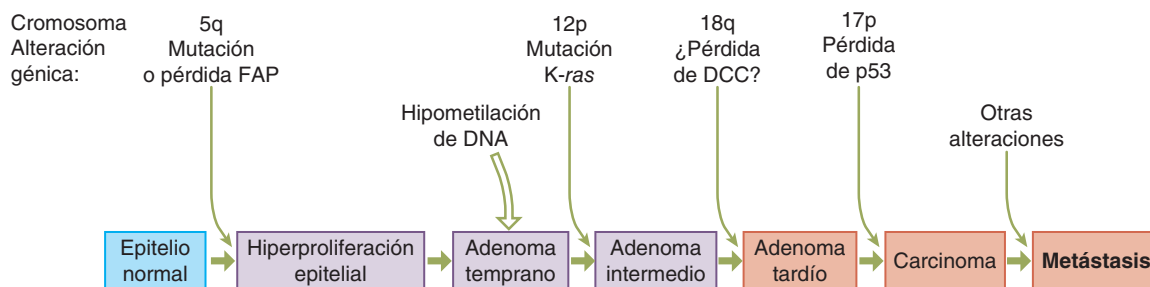 Cromosoma
Alteración
génica:
5q
Mutación
o pérdida FAP
12p
Mutación
K-ras
18q
¿Pérdida
de DCC?
17p
Pérdida
de p53
Hipometilación
de DNA
Otras
alteraciones
Epitelio
normal
Hiperproliferación
epitelial
Adenoma
temprano
Adenoma
intermedio
Adenoma
tardío
Carcinoma
Metástasis